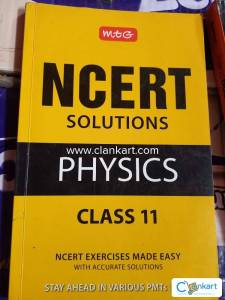 mtG
NCERT
SOLUTIONS
www.clankart.com
PHYSICS
CLASS 11
NCERT EXERCISES MADE EASY
WITH ACCURATE SOLUTIONS
STAY AHEAD IN VARIOUS PMTs
Clankart